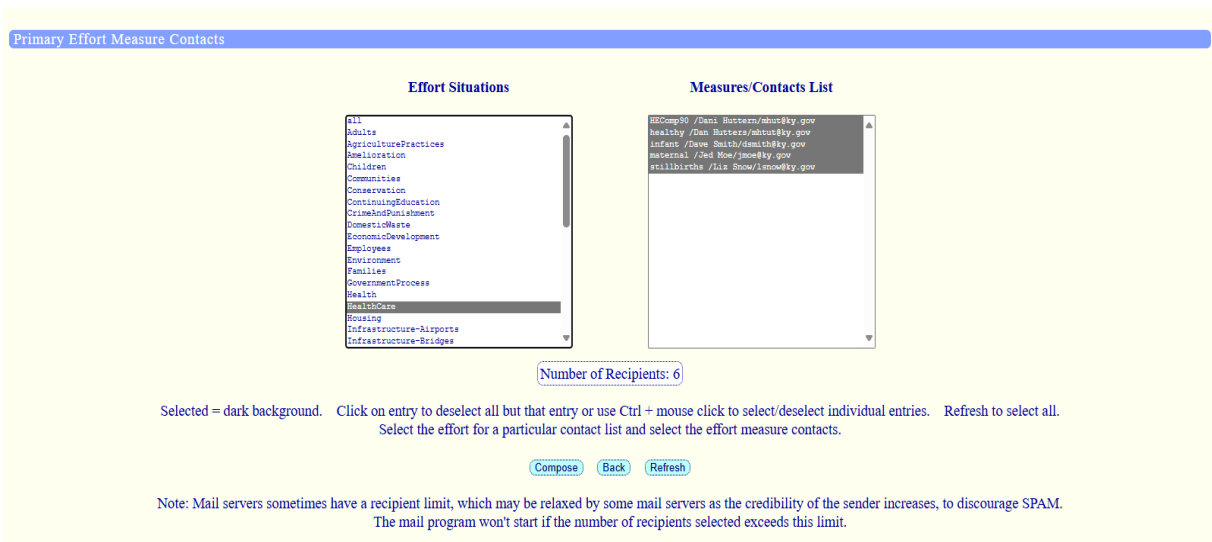 Primary Effort Measure Contacts
Effort Situations
Measures/Contacts List
all
Adults
AgriculturePractices
Amelioration
Children
Communities
Conservation
ContinuingEducation
CrimeAndPunishment
DomesticWaste
EconomicDevelopment
Employees
Environment
Families
GovernmentProcess
Health
HealthCare
Housing
Infrastructure-Airports
Infrastructure-Bridges
HEComp90 /Dani Huttern/mhut@ky.gov
healthy /Dan Hutters/mhtut@ky.gov
infant /Dave Smith/dsmith@ky.gov
maternal /Jed Moe/jmoe@ky.gov
stillbirths /Liz Snow/lsnow@ky.gov
Number of Recipients: 6
Selected = dark background. Click on entry to deselect all but that entry or use Ctrl + mouse click to select/deselect individual entries. Refresh to select all.
Select the effort for a particular contact list and select the effort measure contacts.
Compose
Back
Refresh
Note: Mail servers sometimes have a recipient limit, which may be relaxed by some mail servers as the credibility of the sender increases, to discourage SPAM.
The mail program won't start if the number of recipients selected exceeds this limit.